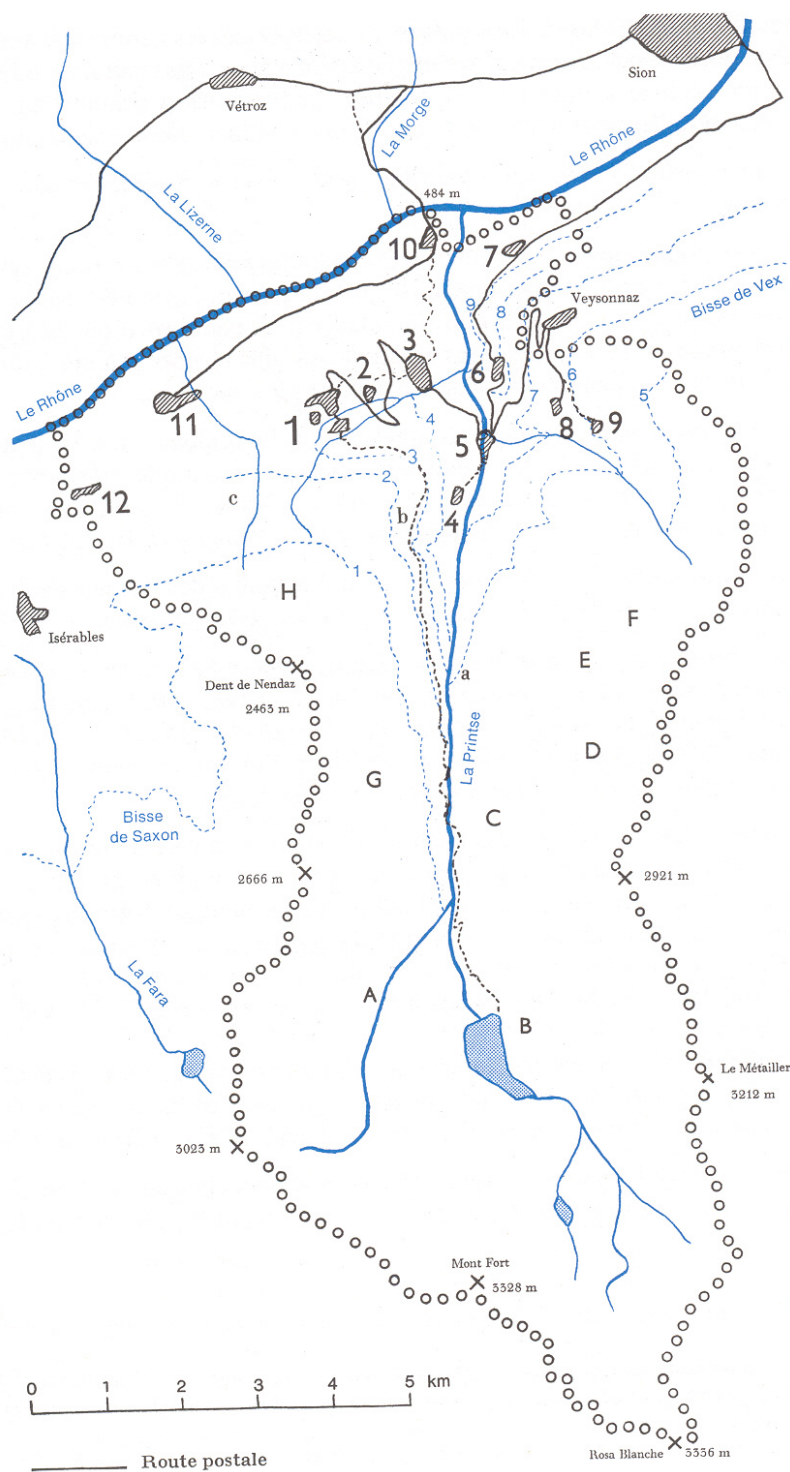 Sion
Vétroz
La Morge
Le Rhône
La Lizerne
484 m
10
7
9
8
Veysonnaz
Bisse de Vex
3
2
6
6
7
5
Le Rhône
11
1
4
5
8
9
3
2
12
c
b
4
1
H
F
Isérables
E
a
Dent de Nendaz
2463 m
La Printse
D
G
C
Bisse
de Saxon
2666 m
2921 m
La Fara
A
B
Le Métailler
3212 m
3023 m
Mont Fort
3328 m
0 1 2 3 4 5 km
Rosa Blanche 3336 m
Route postale